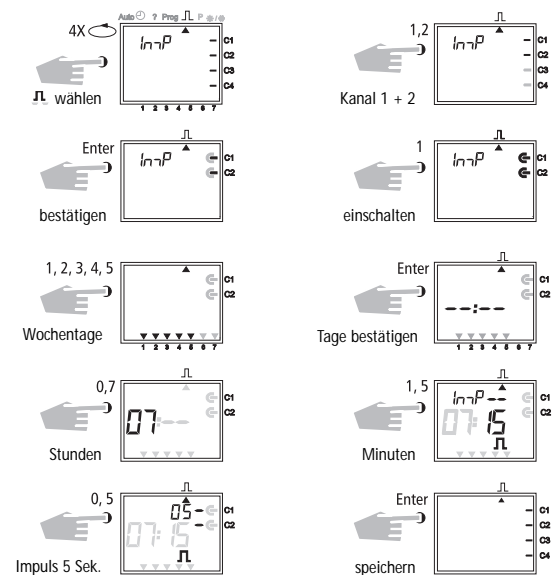 Auto ? Prog P
4X
InnP
C1
C2
C3
C4
wählen
1 2 3 4 5 6 7
1,2
InnP
C1
C2
C3
C4
Kanal 1 + 2
Enter
InnP
C1
C2
bestätigen
1
InnP
C1
C2
einschalten
1, 2, 3, 4, 5
C1
C2
Wochentage
1 2 3 4 5 6 7
Enter
C1
C2
--:--
Tage bestätigen
1 2 3 4 5 6 7
0,7
C1
C2
07:--
Stunden
1, 5
InnP--
C1
C2
07:15
Minuten
0, 5
05
C1
C2
07:15
Impuls 5 Sek.
Enter
C1
C2
C3
C4
speichern